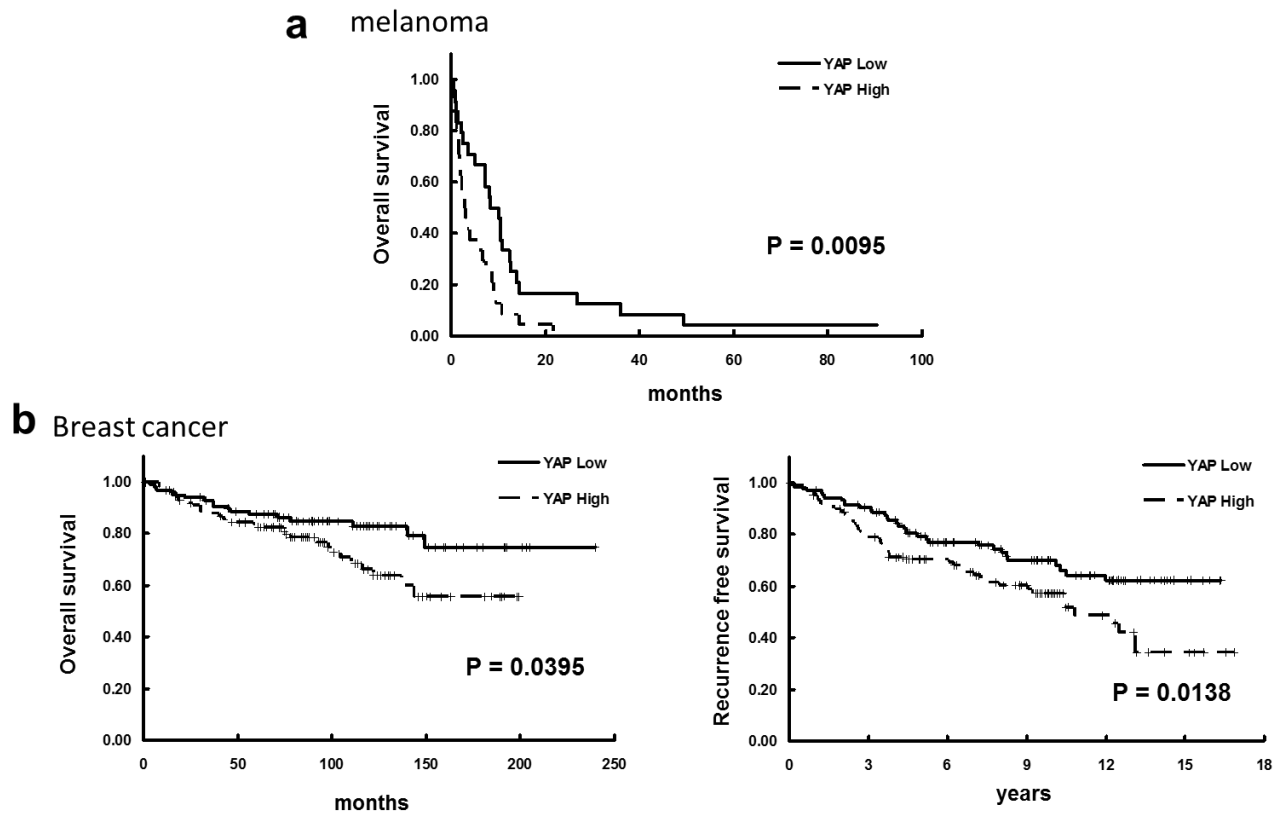 a melanoma
YAP Low
YAP High
1.00
0.80
0.60
0.40
0.20
0.00
Overall survival
P = 0.0095
0 20 40 60 80 100
months
b Breast cancer
YAP Low
YAP High
1.00
0.80
0.60
0.40
0.20
0.00
Overall survival
P = 0.0395
0 50 100 150 200 250
months
YAP Low
YAP High
1.00
0.80
0.60
0.40
0.20
0.00
Recurrence free survival
P = 0.0138
0 3 6 9 12 15 18
years